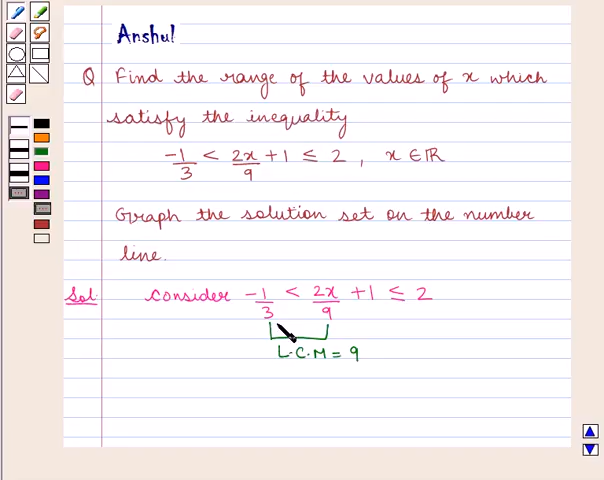 Anshul
Q Find the range of the values of x which
satisfy the inequality
-1/3 < 2x/9 + 1 ≤ 2 , x ∈ ℝ
Graph the solution set on the number
line.
Sol. Consider -1/3 < 2x/9 + 1 ≤ 2
L.C.M = 9